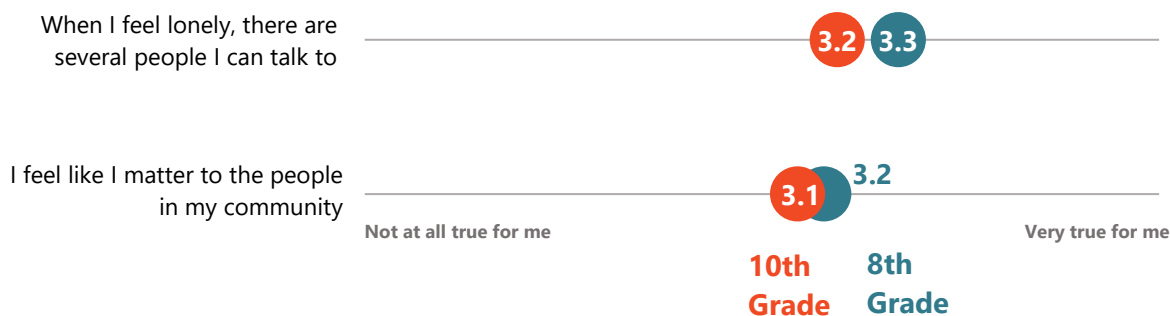 When I feel lonely, there are
several people I can talk to
3.2 3.3
I feel like I matter to the people
in my community
3.1 3.2
Not at all true for me Very true for me
10th 8th
Grade Grade